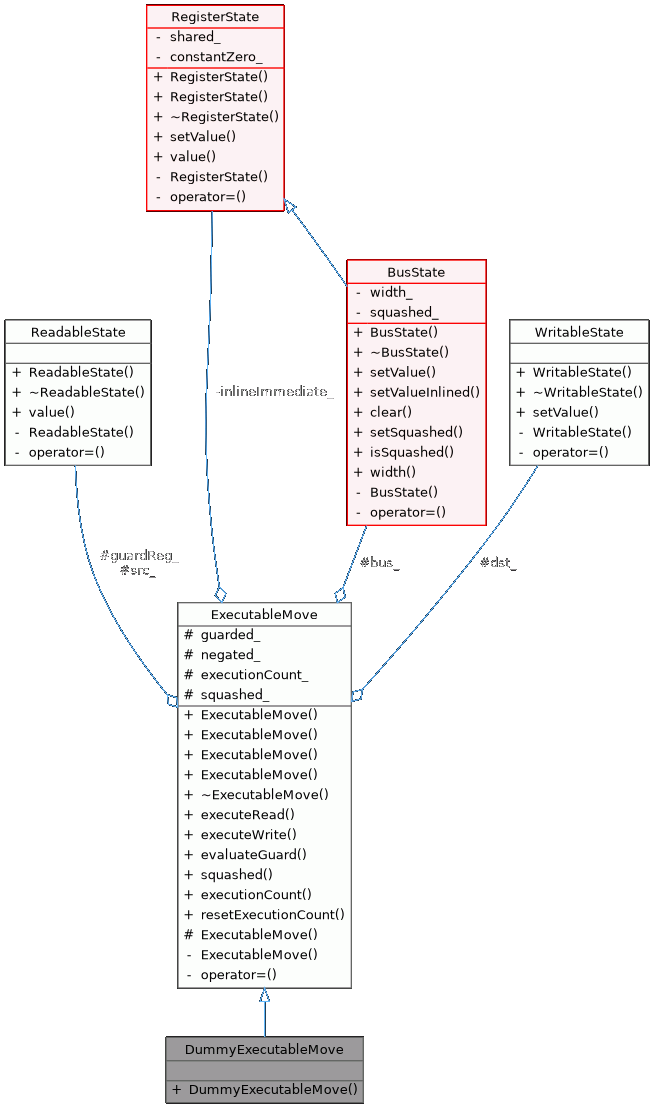 RegisterState
- shared_
- constantZero_
+ RegisterState()
+ RegisterState()
+ ~RegisterState()
+ setValue()
+ value()
- RegisterState()
- operator=()
BusState
- width_
- squashed_
+ BusState()
+ ~BusState()
+ setValue()
+ setValueInlined()
+ clear()
+ setSquashed()
+ isSquashed()
+ width()
- BusState()
- operator=()
ReadableState
+ ReadableState()
+ ~ReadableState()
+ value()
- ReadableState()
- operator=()
WritableState
+ WritableState()
+ ~WritableState()
+ setValue()
- WritableState()
- operator=()
-inlineImmediate_
#guardReg_
#src_
#bus_
#dst_
ExecutableMove
# guarded_
# negated_
# executionCount_
# squashed_
+ ExecutableMove()
+ ExecutableMove()
+ ExecutableMove()
+ ExecutableMove()
+ ~ExecutableMove()
+ executeRead()
+ executeWrite()
+ evaluateGuard()
+ squashed()
+ executionCount()
+ resetExecutionCount()
# ExecutableMove()
- ExecutableMove()
- operator=()
DummyExecutableMove
+ DummyExecutableMove()